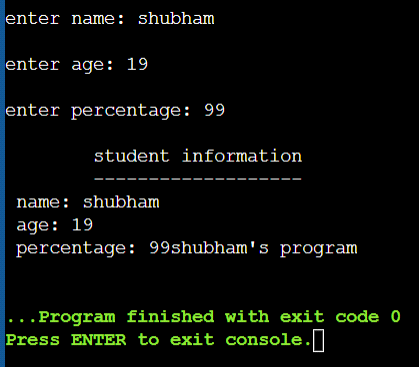 enter name: shubham
enter age: 19
enter percentage: 99
student information
-------------------
name: shubham
age: 19
percentage: 99shubham's program
...Program finished with exit code 0
Press ENTER to exit console.